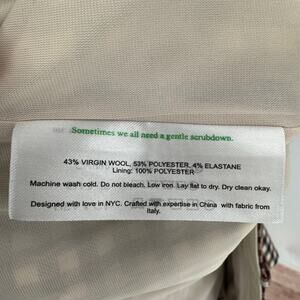 Sometimes we all need a gentle scrubdown.
43% VIRGIN WOOL, 53% POLYESTER, 4% ELASTANE
Lining: 100% POLYESTER
Machine wash cold. Do not bleach. Low iron. Lay flat to dry. Dry clean okay.
Designed with love in NYC. Crafted with expertise in China with fabric from
Italy.